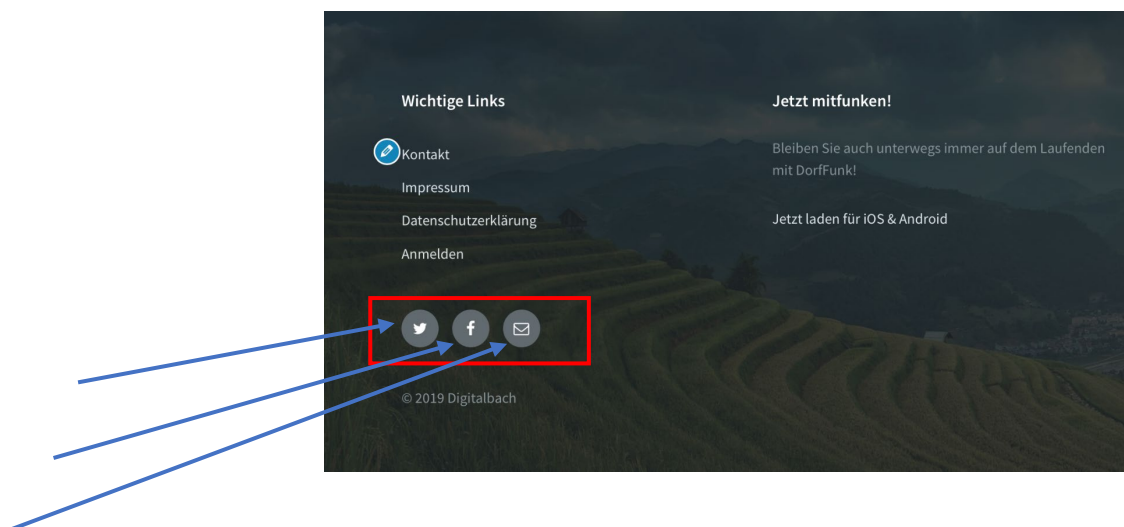 Wichtige Links
Kontakt
Impressum
Datenschutzerklärung
Anmelden
© 2019 Digitalbach
Jetzt mitfunken!
Bleiben Sie auch unterwegs immer auf dem Laufenden
mit DorfFunk!
Jetzt laden für iOS & Android